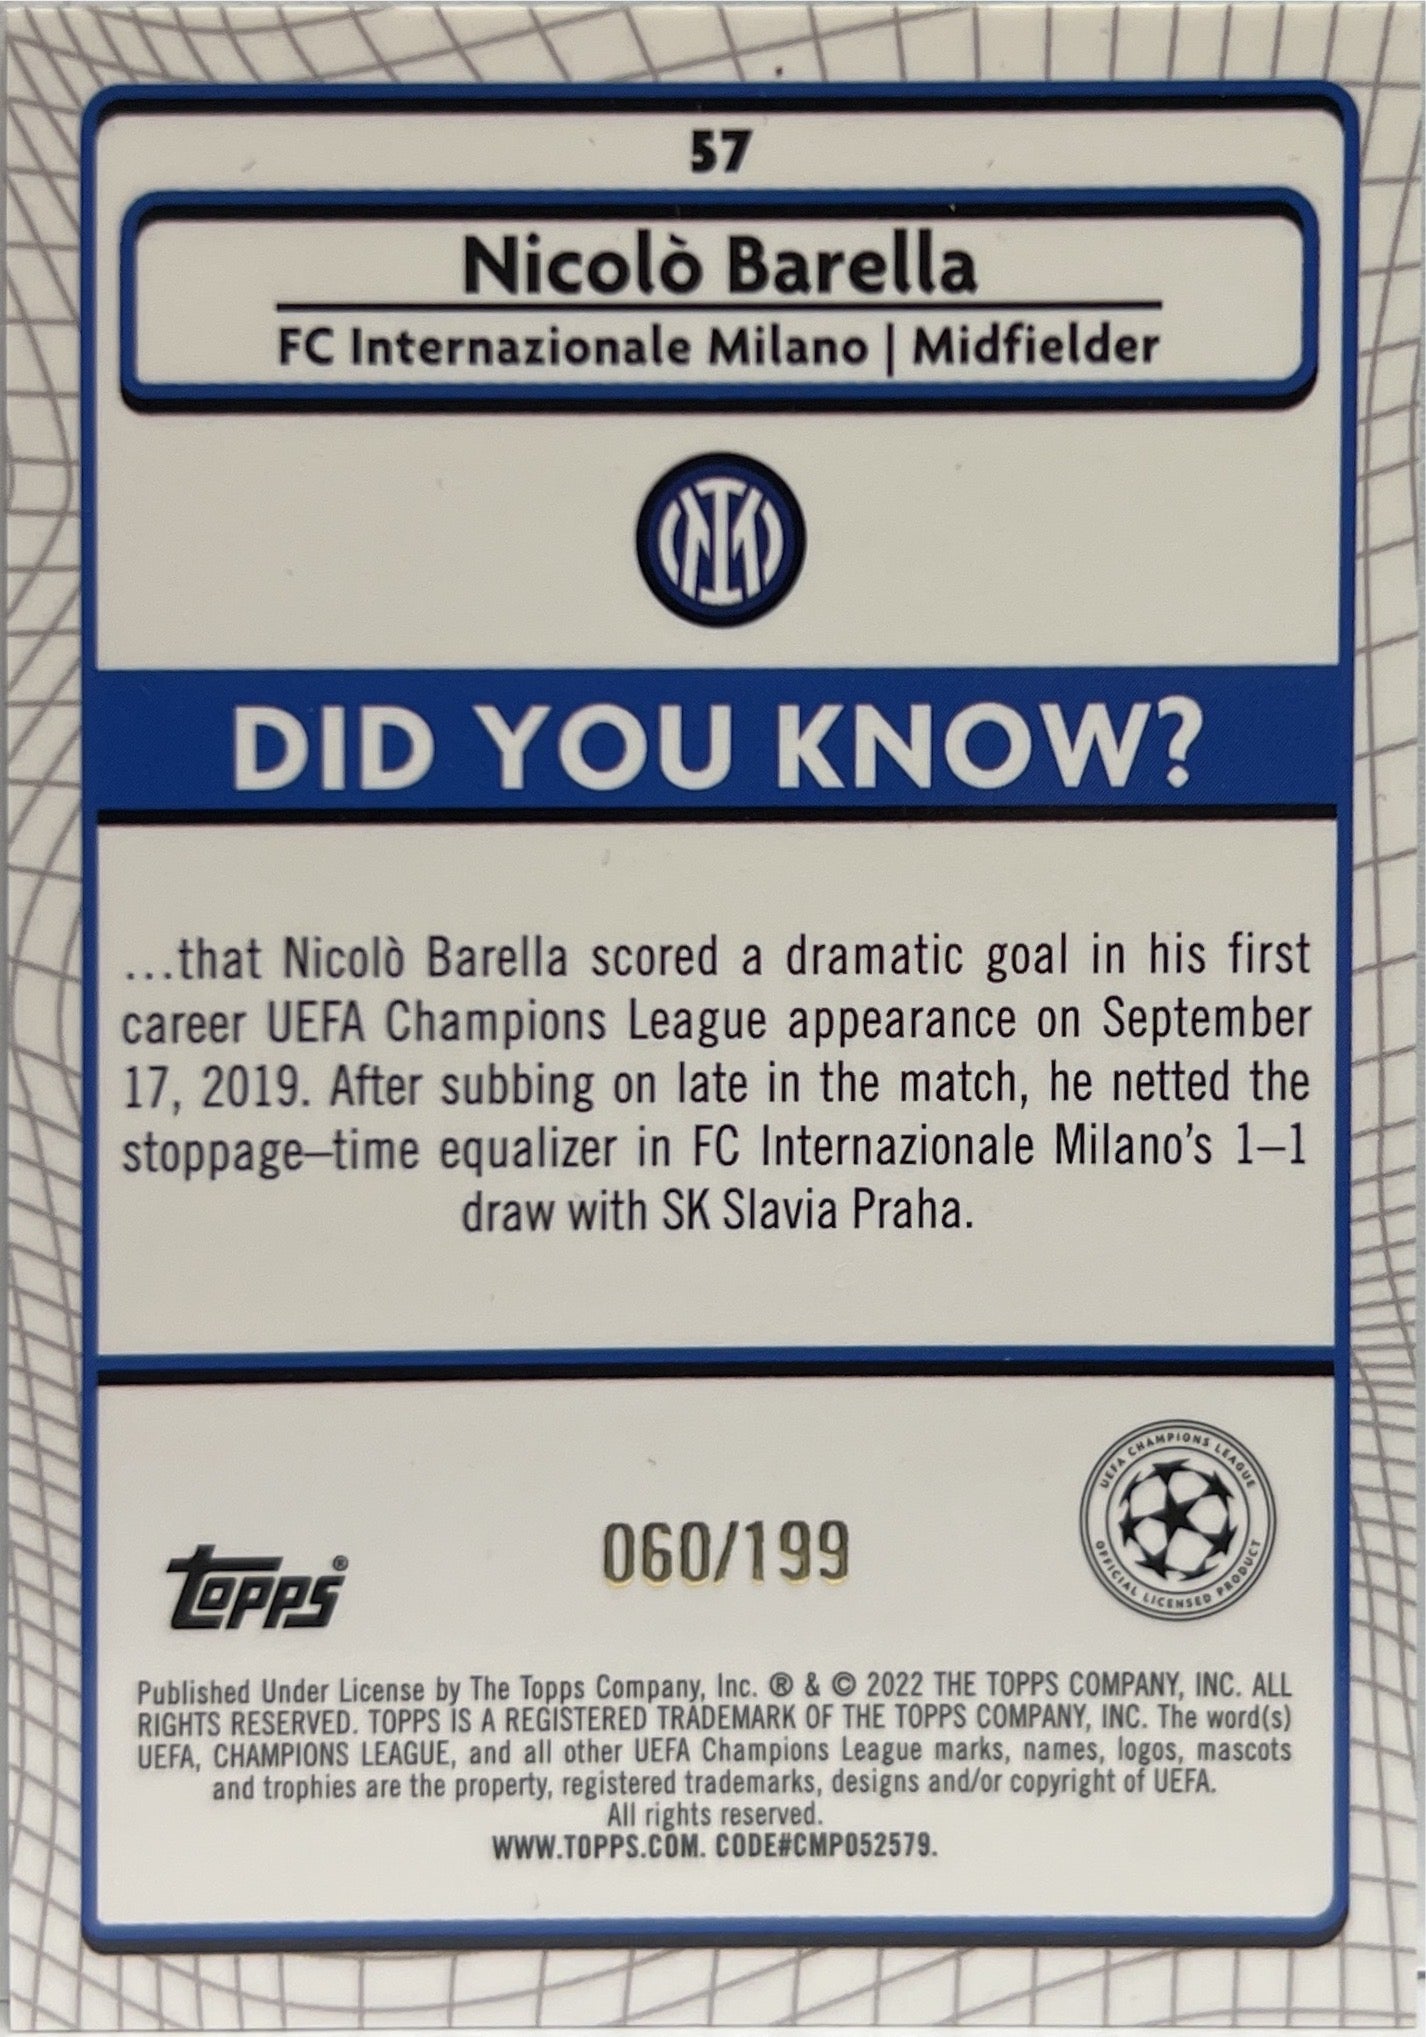 57
Nicolò Barella
FC Internazionale Milano | Midfielder
DID YOU KNOW?
...that Nicolò Barella scored a dramatic goal in his first
career UEFA Champions League appearance on September
17, 2019. After subbing on late in the match, he netted the
stoppage–time equalizer in FC Internazionale Milano's 1–1
draw with SK Slavia Praha.
UEFA CHAMPIONS LEAGUE
OFFICIAL LICENSED PRODUCT
060/199
TOPPS®
Published Under License by The Topps Company, Inc. ® & © 2022 THE TOPPS COMPANY, INC. ALL
RIGHTS RESERVED. TOPPS IS A REGISTERED TRADEMARK OF THE TOPPS COMPANY, INC. The word(s)
UEFA, CHAMPIONS LEAGUE, and all other UEFA Champions League marks, names, logos, mascots
and trophies are the property, registered trademarks, designs and/or copyright of UEFA.
All rights reserved.
WWW.TOPPS.COM. CODE#CMP052579.